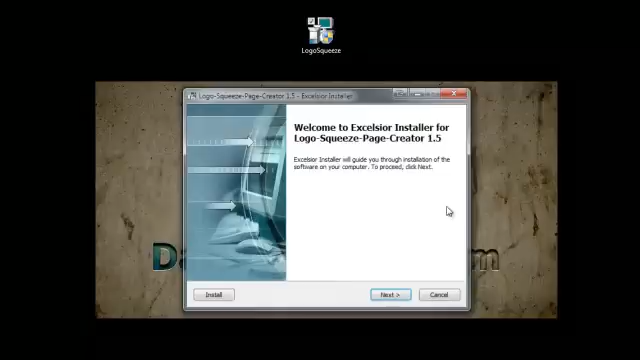 LogoSqueeze
Logo-Squeeze-Page-Creator 1.5 - Excelsior Installer
Welcome to Excelsior Installer for
Logo-Squeeze-Page-Creator 1.5
Excelsior Installer will guide you through installation of the
software on your computer. To proceed, click Next.
Install
Next >
Cancel